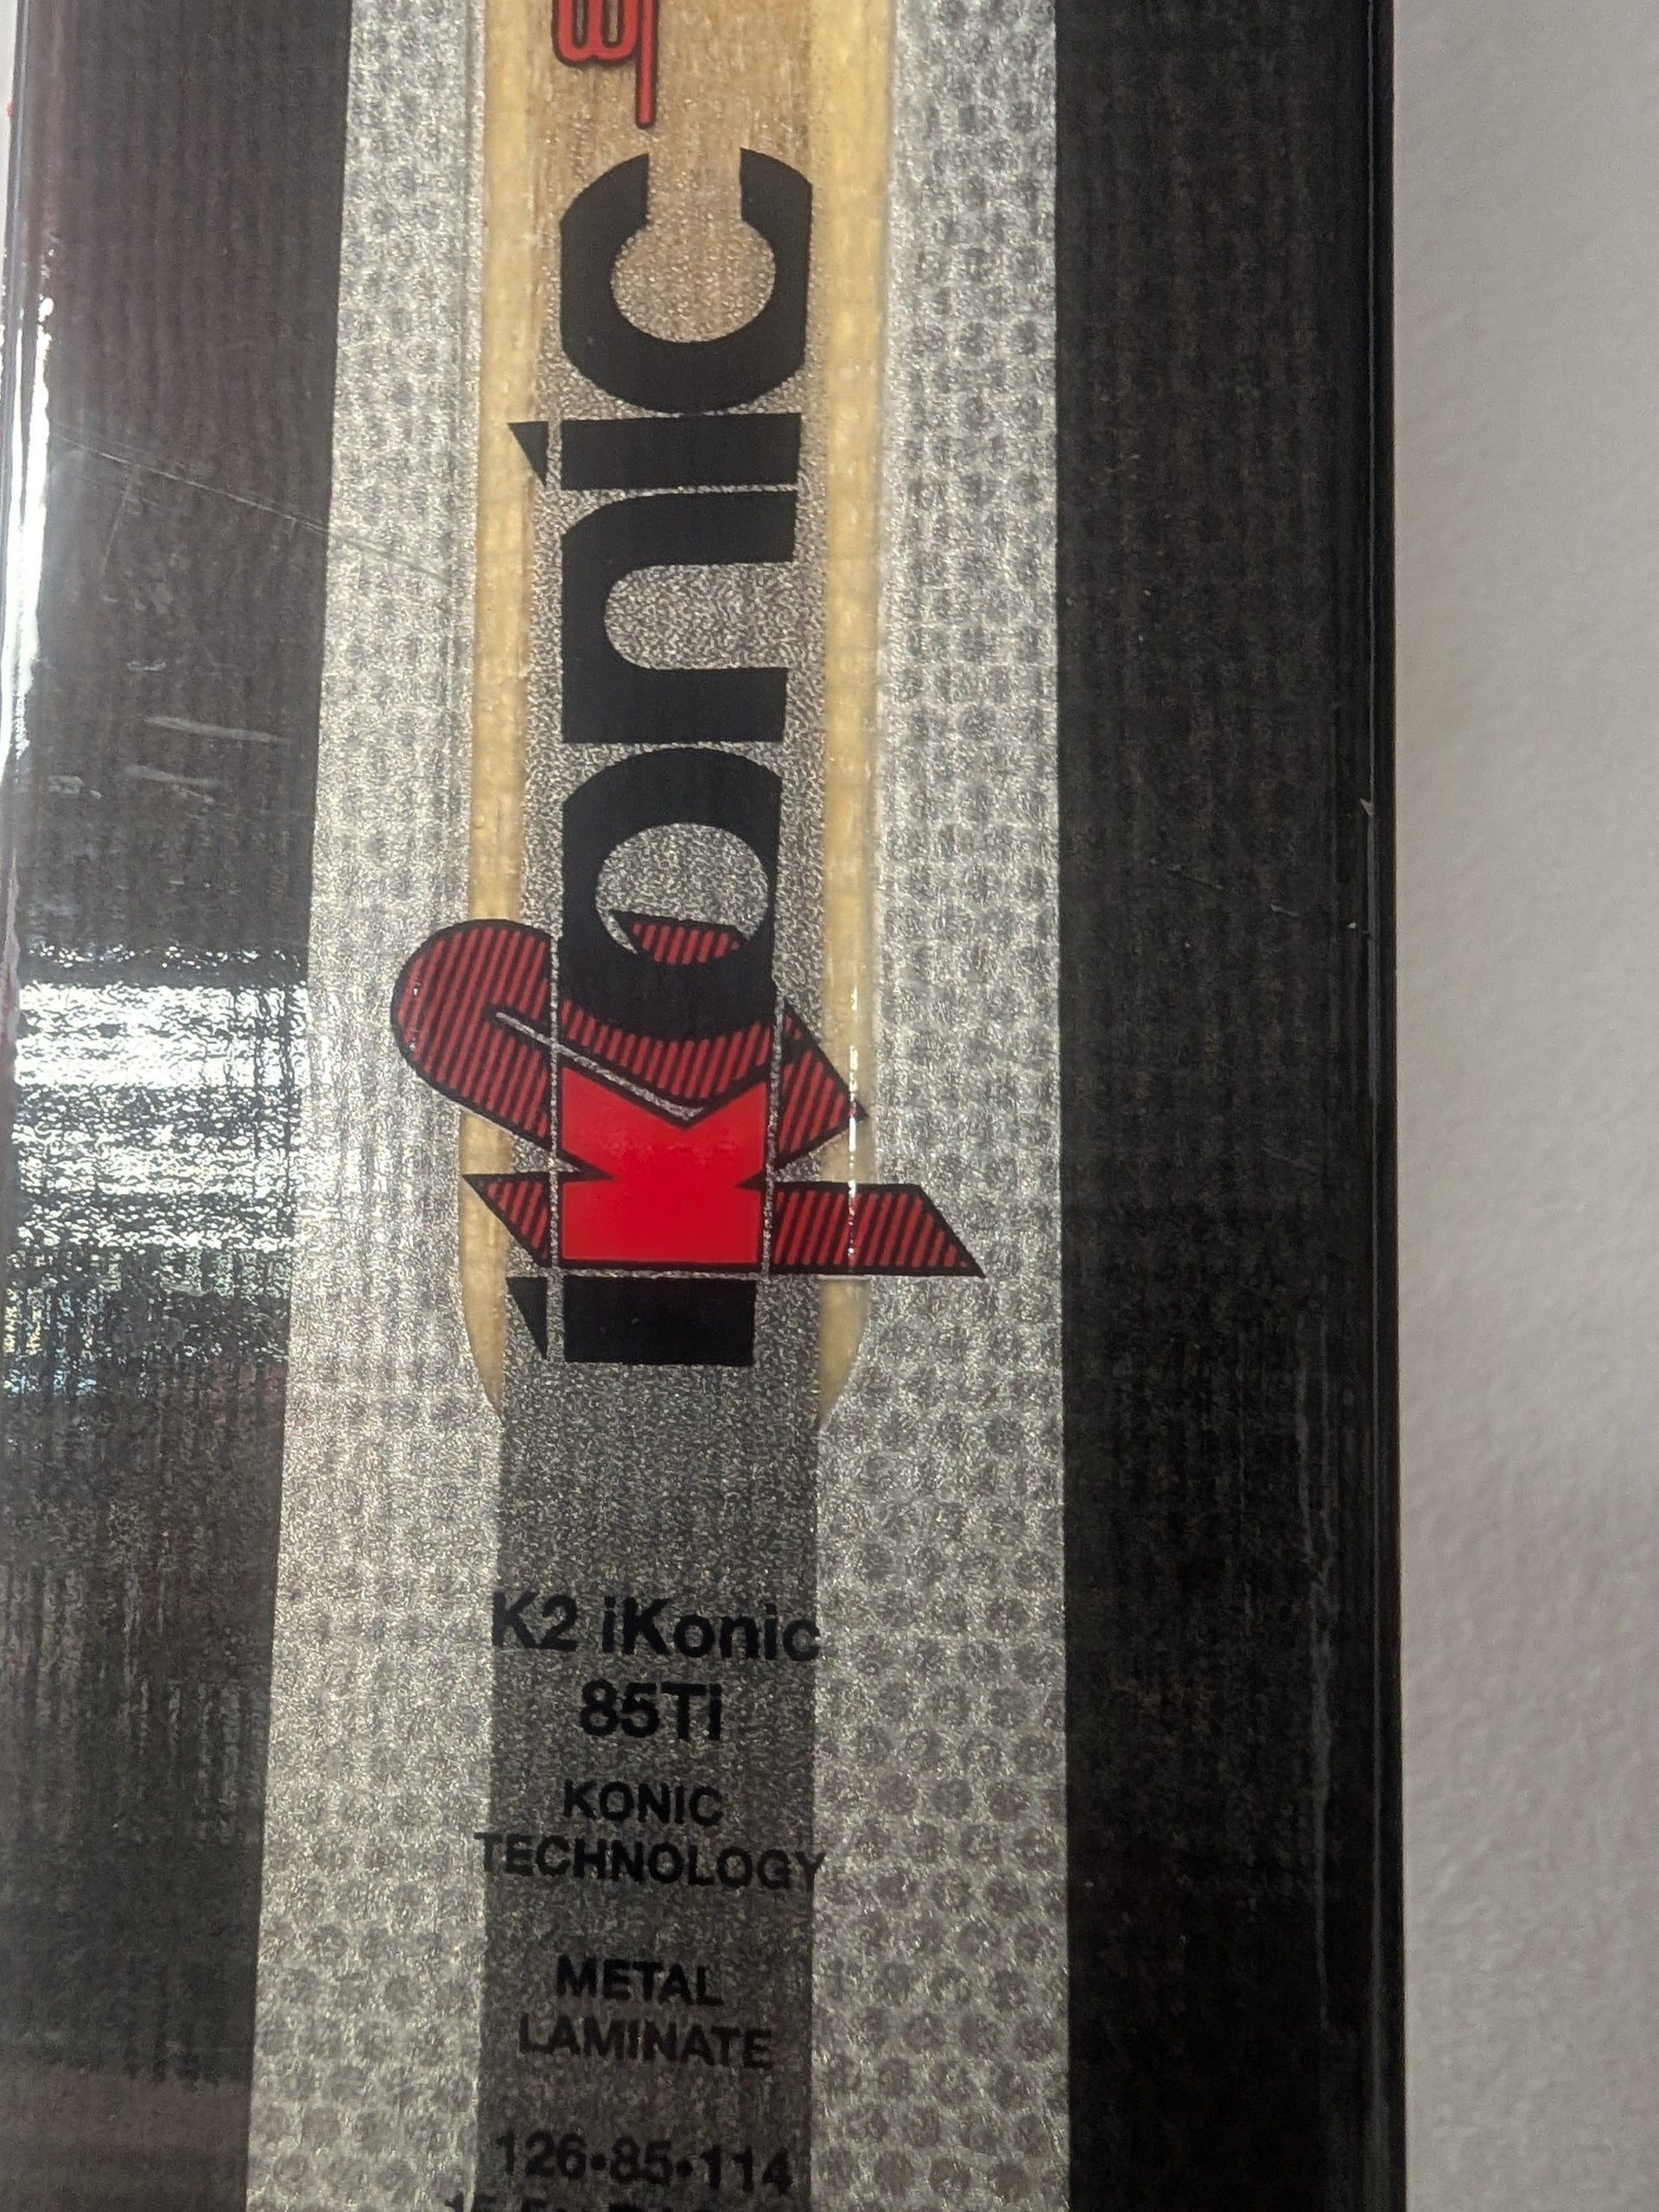 iKonic
K2 iKonic
85Ti
KONIC
TECHNOLOGY
METAL
LAMINATE
126•85•114